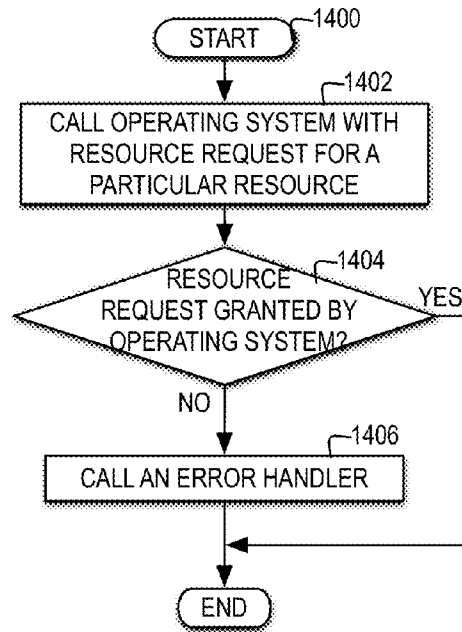 START
1400
1402
CALL OPERATING SYSTEM WITH
RESOURCE REQUEST FOR A
PARTICULAR RESOURCE
1404
RESOURCE
REQUEST GRANTED BY
OPERATING SYSTEM?
YES
NO
1406
CALL AN ERROR HANDLER
END